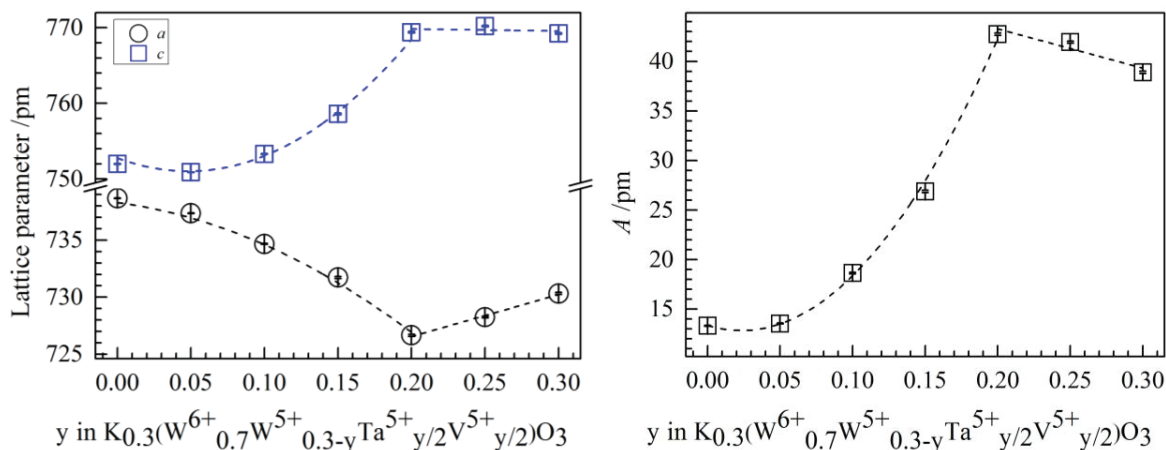 a
c
Lattice parameter /pm
770
760
750
735
730
725
0.00 0.05 0.10 0.15 0.20 0.25 0.30
y in K0.3(W6+0.7W5+0.3-yTa5+y/2V5+y/2)O3
A /pm
40
35
30
25
20
15
0.00 0.05 0.10 0.15 0.20 0.25 0.30
y in K0.3(W6+0.7W5+0.3-yTa5+y/2V5+y/2)O3